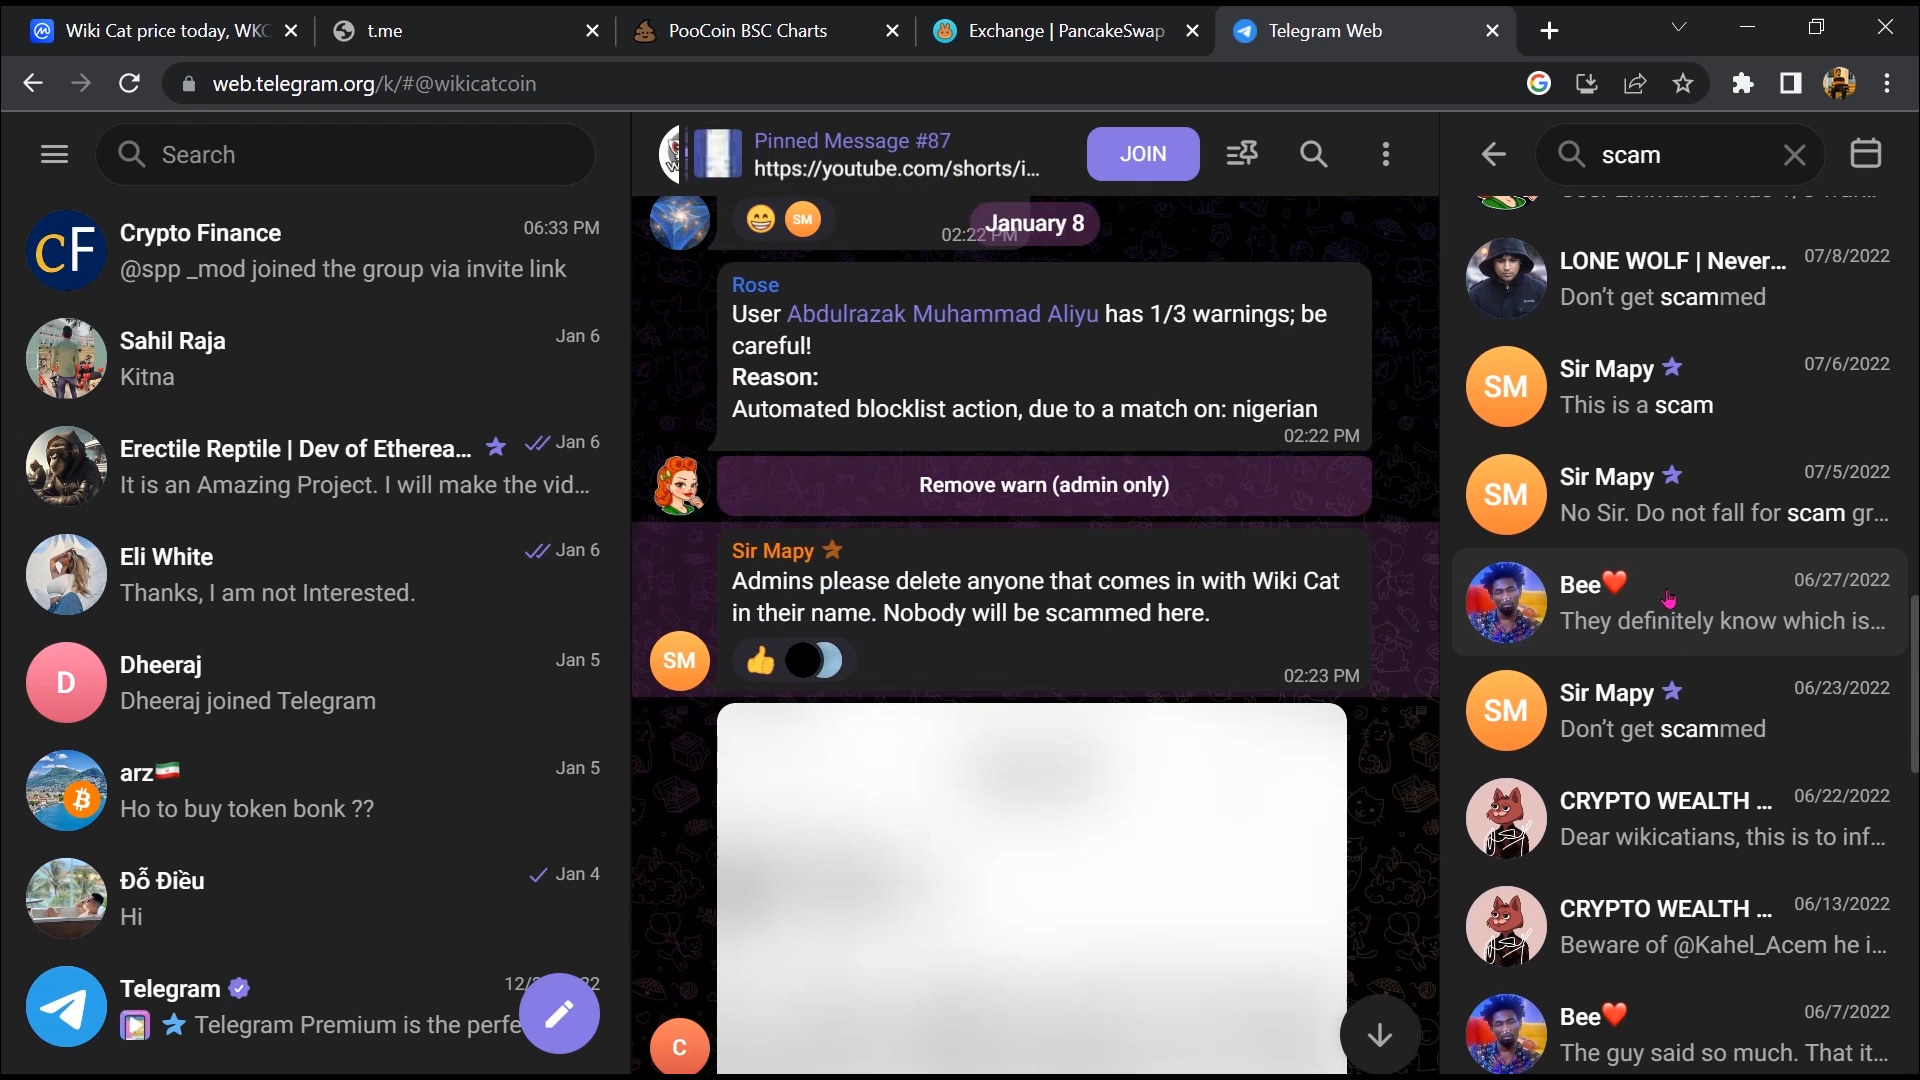 Wiki Cat price today, WKC
t.me
PooCoin BSC Charts
Exchange | PancakeSwap
Telegram Web
web.telegram.org/k/#@wikicatcoin
Search
Crypto Finance
06:33 PM
@spp _mod joined the group via invite link
Sahil Raja
Jan 6
Kitna
Erectile Reptile | Dev of Etherea...
Jan 6
It is an Amazing Project. I will make the vid...
Eli White
Jan 6
Thanks, I am not Interested.
D
Dheeraj
Jan 5
Dheeraj joined Telegram
arz🇮🇷
Jan 5
Ho to buy token bonk ??
Đỗ Điều
Jan 4
Hi
Telegram
Telegram Premium is the perfe
Pinned Message #87
https://youtube.com/shorts/i...
JOIN
SM
02:22 PM
January 8
Rose
User Abdulrazak Muhammad Aliyu has 1/3 warnings; be
careful!
Reason:
Automated blocklist action, due to a match on: nigerian
02:22 PM
Remove warn (admin only)
Sir Mapy
Admins please delete anyone that comes in with Wiki Cat
in their name. Nobody will be scammed here.
SM
02:23 PM
C
scam
LONE WOLF | Never...
07/8/2022
Don't get scammed
SM
Sir Mapy
07/6/2022
This is a scam
SM
Sir Mapy
07/5/2022
No Sir. Do not fall for scam gr...
Bee❤️
06/27/2022
They definitely know which is...
SM
Sir Mapy
06/23/2022
Don't get scammed
CRYPTO WEALTH ...
06/22/2022
Dear wikicatians, this is to inf...
CRYPTO WEALTH ...
06/13/2022
Beware of @Kahel_Acem he i...
Bee❤️
06/7/2022
The guy said so much. That it...